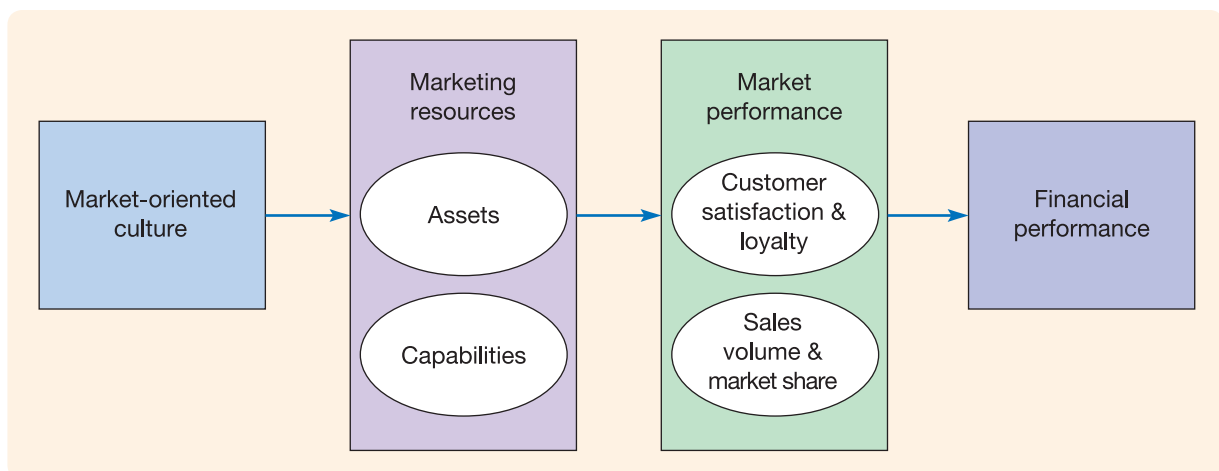 Market-oriented
culture
Marketing
resources
Assets
Capabilities
Market
performance
Customer
satisfaction &
loyalty
Sales
volume &
market share
Financial
performance